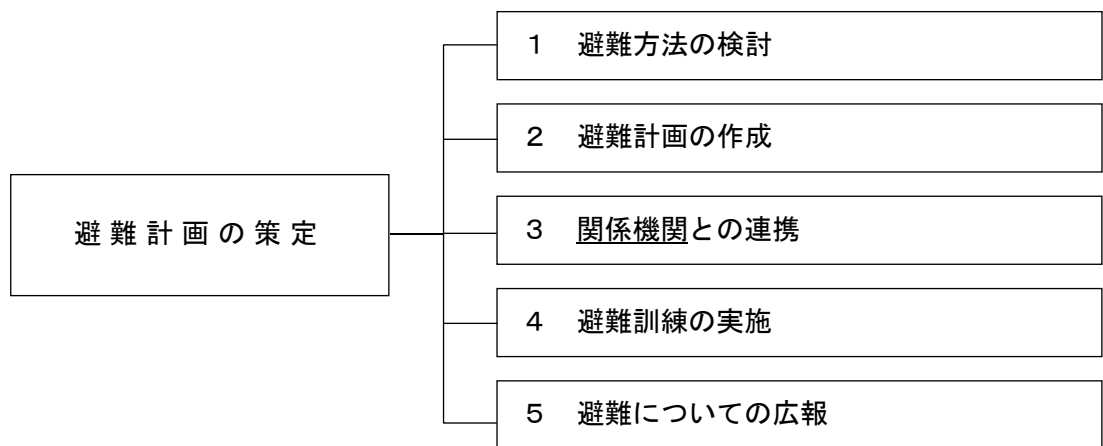 避難計画の策定
１　避難方法の検討
２　避難計画の作成
３　関係機関との連携
４　避難訓練の実施
５　避難についての広報